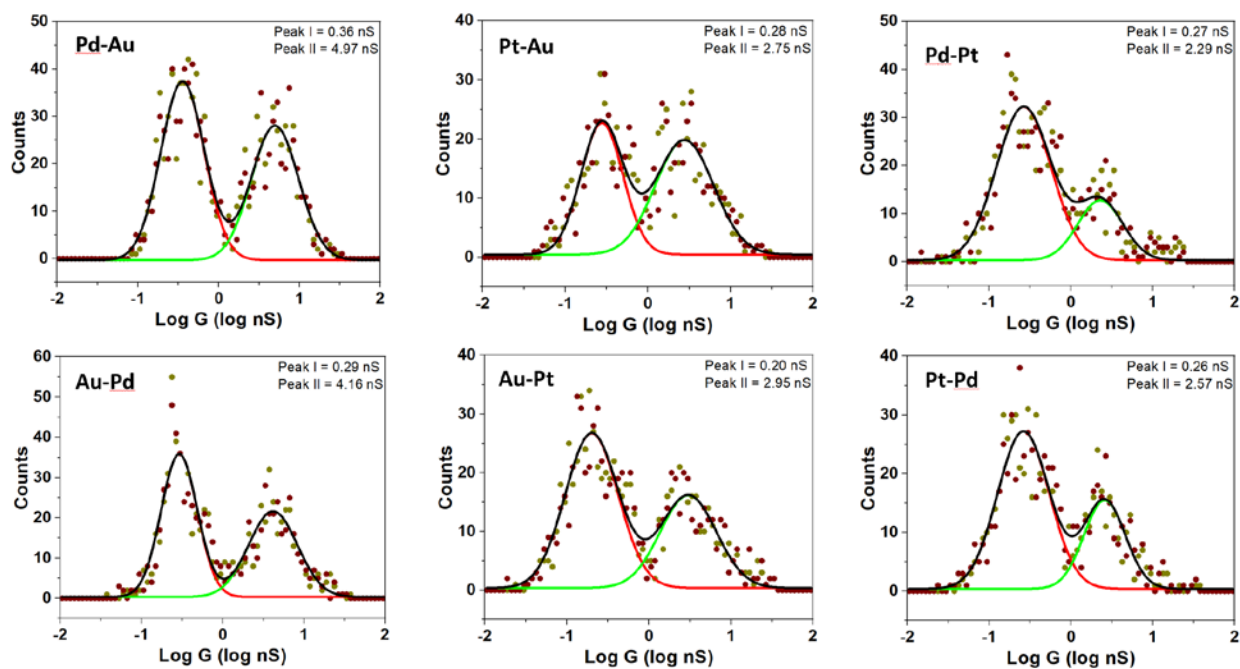 Pd-Au
Peak I = 0.36 nS
Peak II = 4.97 nS
Counts
50
40
30
20
10
0
-2 -1 0 1 2
Log G (log nS)
Pt-Au
Peak I = 0.28 nS
Peak II = 2.75 nS
Counts
40
30
20
10
0
-2 -1 0 1 2
Log G (log nS)
Pd-Pt
Peak I = 0.27 nS
Peak II = 2.29 nS
Counts
50
40
30
20
10
0
-2 -1 0 1 2
Log G (log nS)
Au-Pd
Peak I = 0.29 nS
Peak II = 4.16 nS
Counts
60
50
40
30
20
10
0
-2 -1 0 1 2
Log G (log nS)
Au-Pt
Peak I = 0.20 nS
Peak II = 2.95 nS
Counts
40
30
20
10
0
-2 -1 0 1 2
Log G (log nS)
Pt-Pd
Peak I = 0.26 nS
Peak II = 2.57 nS
Counts
40
30
20
10
0
-2 -1 0 1 2
Log G (log nS)